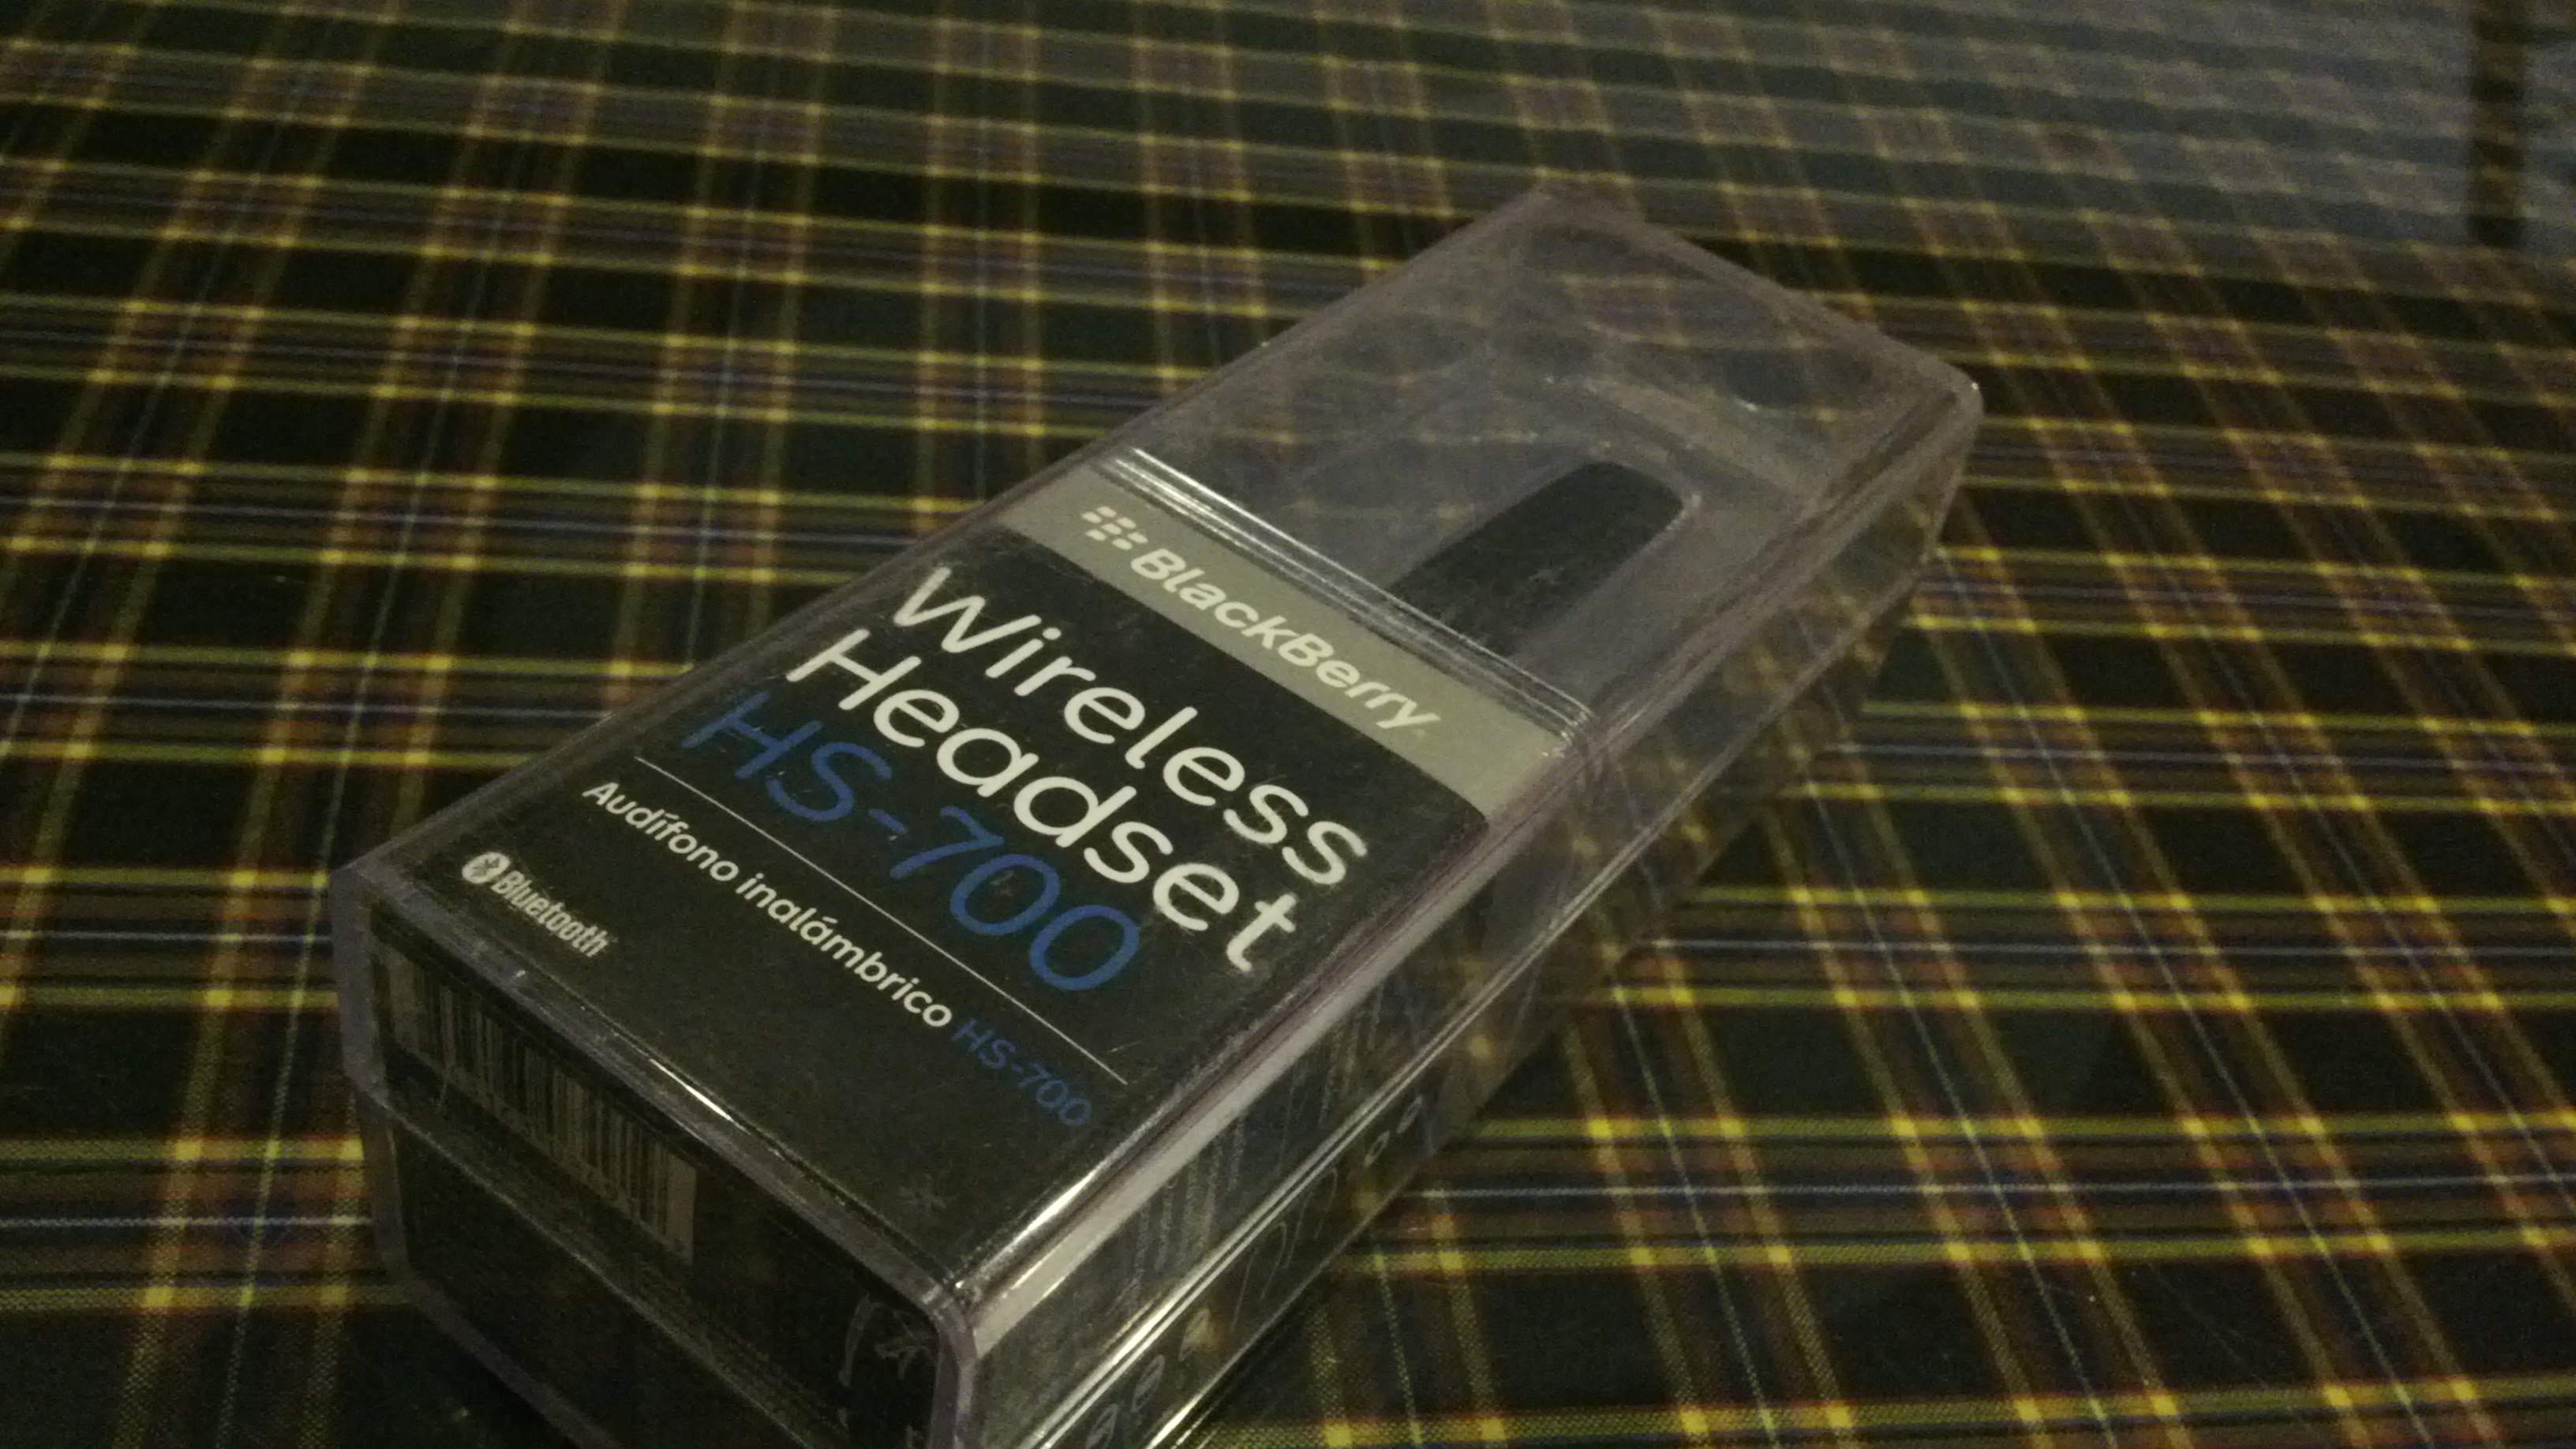 BlackBerry
Wireless
Headset
HS-700
Audífono inalámbrico HS-700
Bluetooth